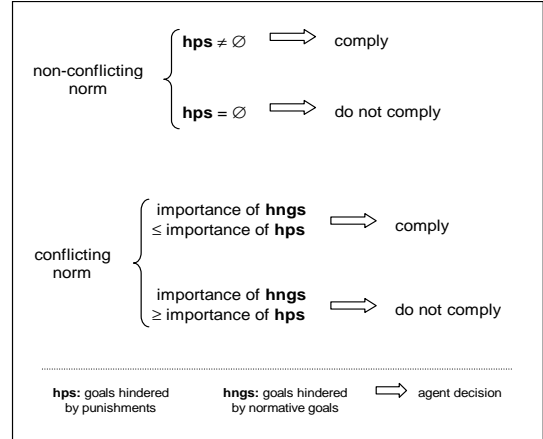 hps ≠ ∅ comply
non-conflicting
norm
hps = ∅ do not comply
importance of hngs
≤ importance of hps
comply
conflicting
norm
importance of hngs
≥ importance of hps
do not comply
hps: goals hindered
by punishments
hngs: goals hindered
by normative goals
agent decision